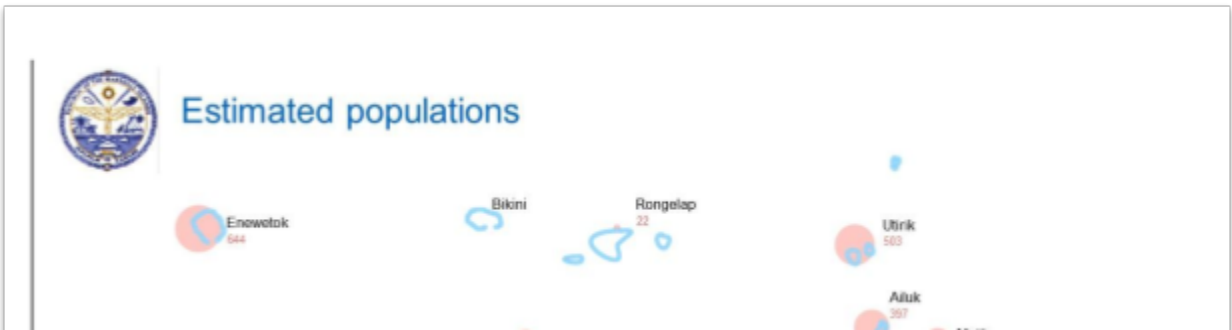 Estimated populations
Bikini
Rongelap
22
Enewetok
644
Utirik
503
Ailuk
397